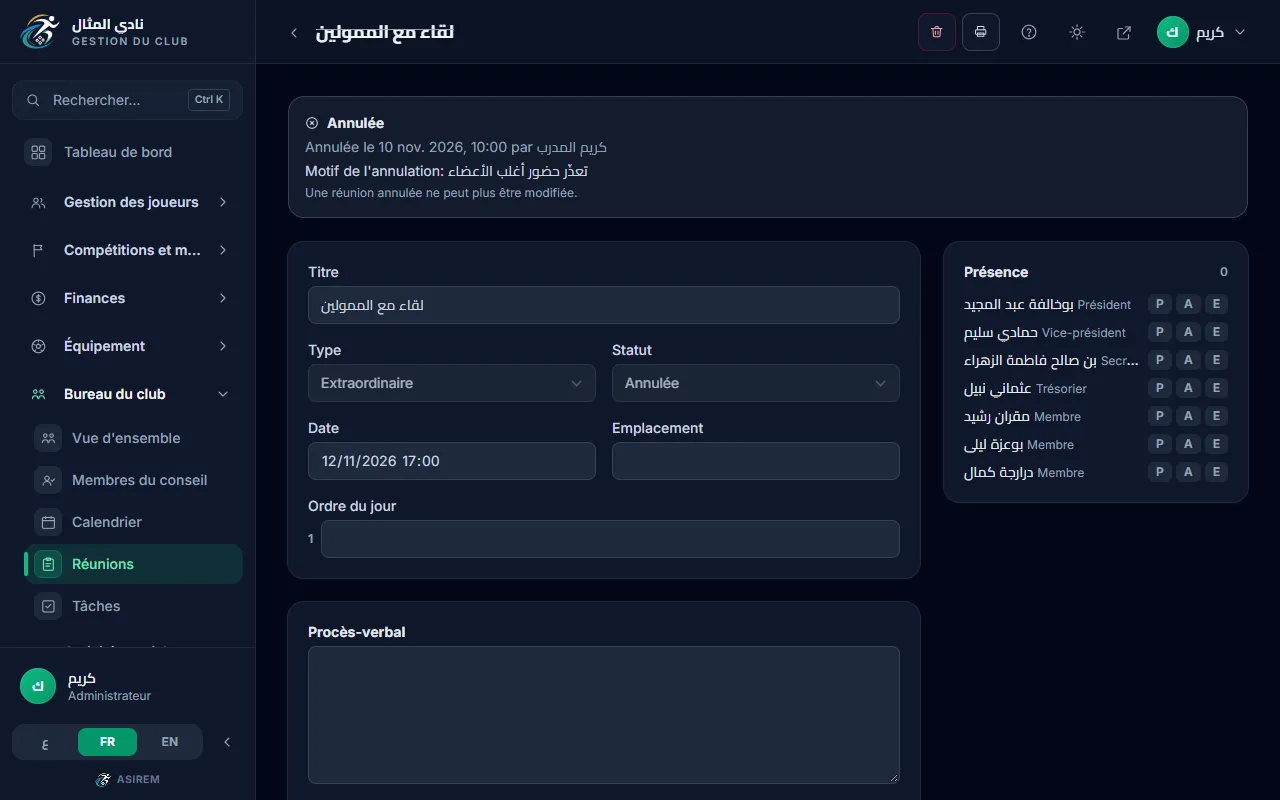 نادي المثال
GESTION DU CLUB
Rechercher...
Ctrl K
Tableau de bord
Gestion des joueurs
Compétitions et m...
Finances
Équipement
Bureau du club
Vue d'ensemble
Membres du conseil
Calendrier
Réunions
Tâches
كريم
Administrateur
ع
FR
EN
ASIREM
لقاء مع الممولين
ك
كريم
Annulée
Annulée le 10 nov. 2026, 10:00 par كريم المدرب
Motif de l'annulation: تعذّر حضور أغلب الأعضاء
Une réunion annulée ne peut plus être modifiée.
Titre
لقاء مع الممولين
Type
Statut
Extraordinaire
Annulée
Date
Emplacement
12/11/2026 17:00
Ordre du jour
1
Procès-verbal
Présence
0
بوخالفة عبد المجيد Président P A E
حمادي سليم Vice-président P A E
بن صالح فاطمة الزهراء Secr... P A E
عثماني نبيل Trésorier P A E
مقران رشيد Membre P A E
بوعزة ليلى Membre P A E
درارجة كمال Membre P A E